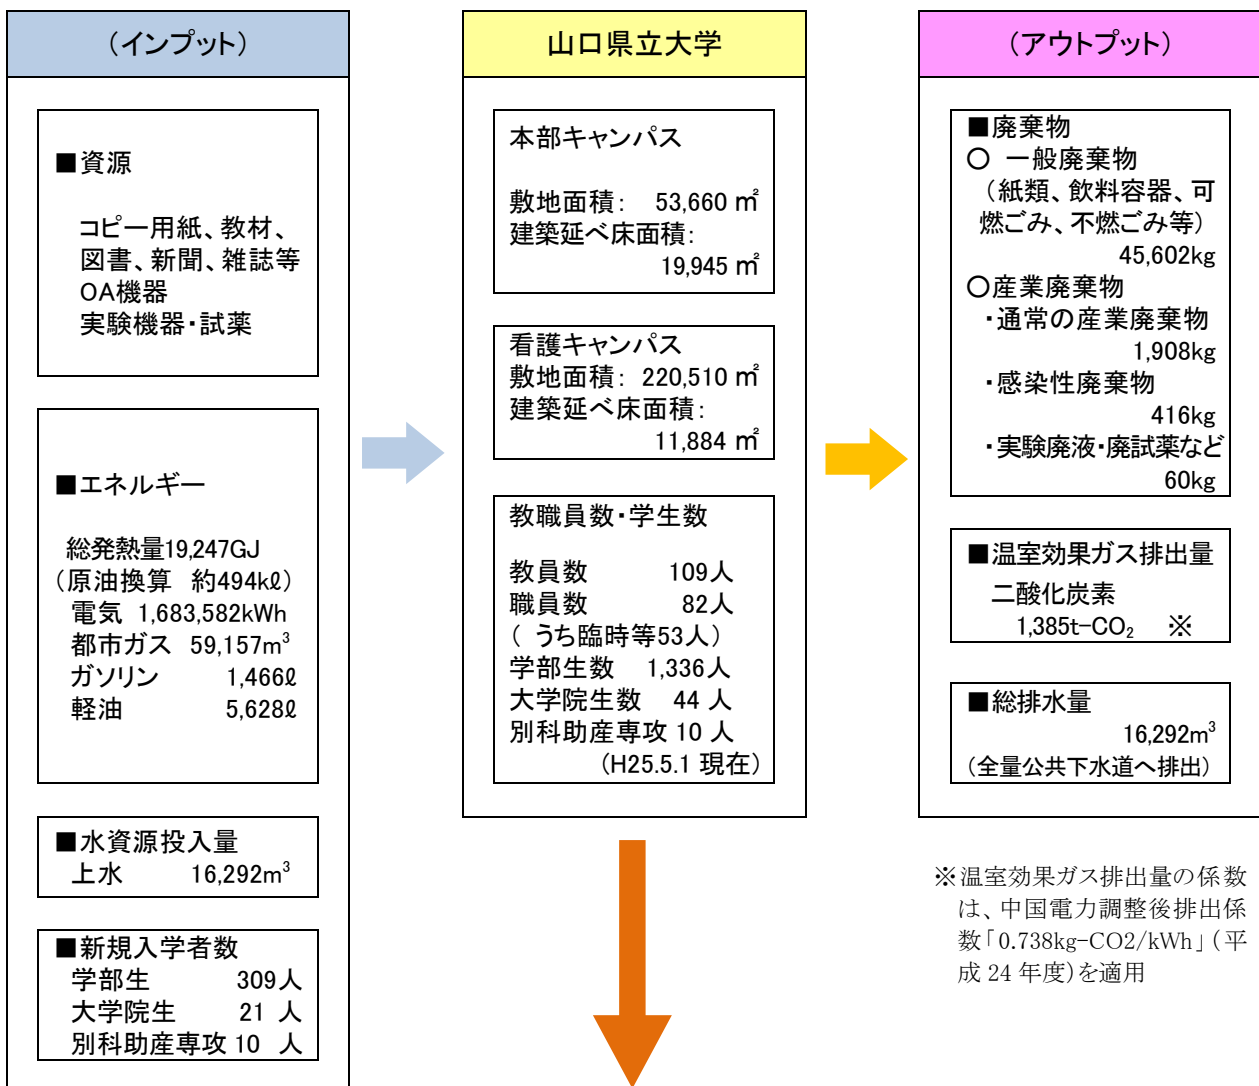 （インプット）
■資源
コピー用紙、教材、
図書、新聞、雑誌等
OA機器
実験機器・試薬
■エネルギー
総発熱量19,247GJ
（原油換算 約494kℓ）
電気 1,683,582kWh
都市ガス 59,157m³
ガソリン 1,466ℓ
軽油 5,628ℓ
■水資源投入量
上水 16,292m³
■新規入学者数
学部生 309人
大学院生 21 人
別科助産専攻 10 人
山口県立大学
本部キャンパス
敷地面積： 53,660 ㎡
建築延べ床面積：
19,945 ㎡
看護キャンパス
敷地面積： 220,510 ㎡
建築延べ床面積：
11,884 ㎡
教職員数・学生数
教員数 109人
職員数 82人
（ うち臨時等53人）
学部生数 1,336人
大学院生数 44 人
別科助産専攻 10 人
（H25.5.1 現在）
（アウトプット）
■廃棄物
○ 一般廃棄物
（紙類、飲料容器、可
燃ごみ、不燃ごみ等）
45,602kg
○産業廃棄物
・通常の産業廃棄物
1,908kg
・感染性廃棄物
416kg
・実験廃液・廃試薬など
60kg
■温室効果ガス排出量
二酸化炭素
1,385t-CO₂ ※
■総排水量
16,292m³
（全量公共下水道へ排出）
※温室効果ガス排出量の係数
は、中国電力調整後排出係
数「0.738kg-CO2/kWh」（平
成 24 年度）を適用